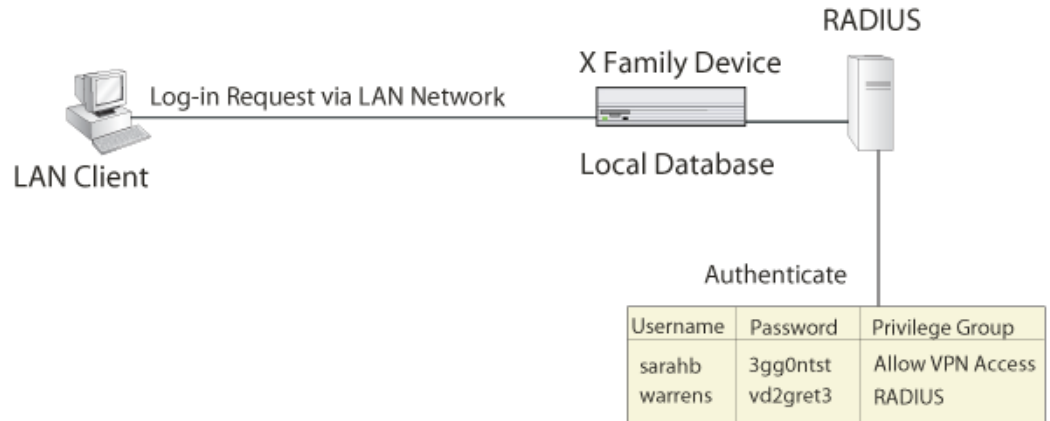 RADIUS
X Family Device
Log-in Request via LAN Network
LAN Client
Local Database
Authenticate
Username Password Privilege Group
sarahb 3gg0ntst Allow VPN Access
warrens vd2gret3 RADIUS